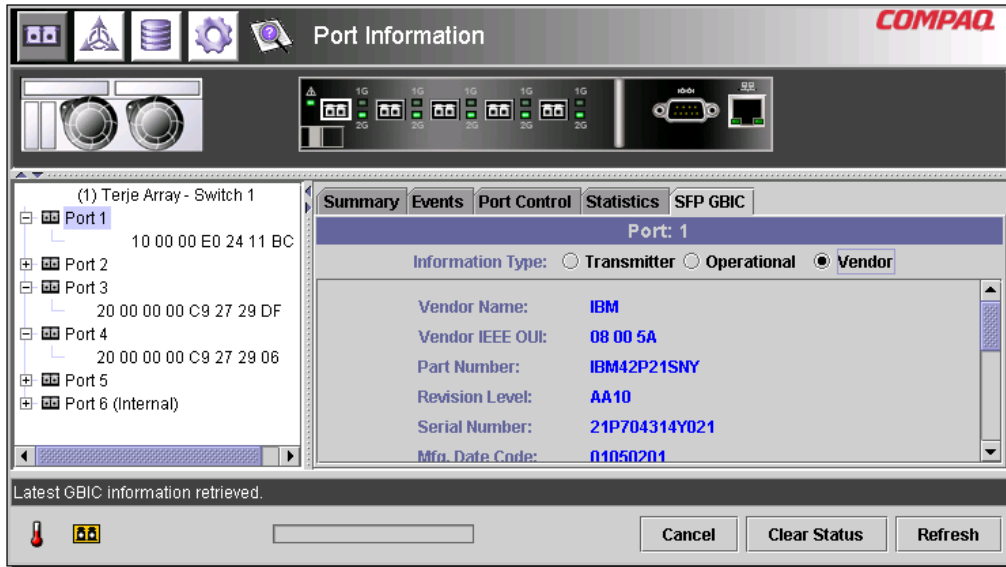 Port Information
COMPAQ
1G 1G 1G 1G 1G
2G 2G 2G 2G 2G
(1) Terje Array - Switch 1
Port 1
10 00 00 E0 24 11 BC
Port 2
Port 3
20 00 00 00 C9 27 29 DF
Port 4
20 00 00 00 C9 27 29 06
Port 5
Port 6 (Internal)
Summary Events Port Control Statistics SFP GBIC
Port: 1
Information Type: Transmitter Operational Vendor
Vendor Name: IBM
Vendor IEEE OUI: 08 00 5A
Part Number: IBM42P21SNY
Revision Level: AA10
Serial Number: 21P704314Y021
Mfg. Date Code: 01050201
Latest GBIC information retrieved.
Cancel Clear Status Refresh